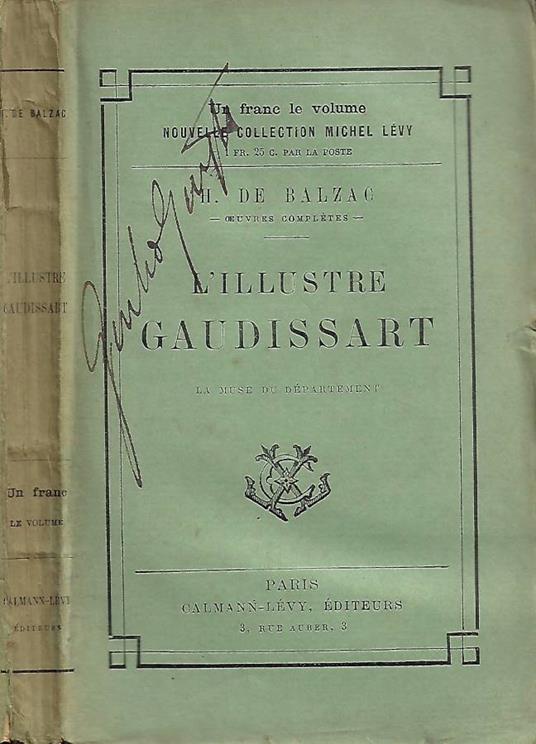 H. DE BALZAC
L'ILLUSTRE
GAUDISSART
Un franc
LE VOLUME
CALMANN-LÉVY
ÉDITEURS
Un franc le volume
NOUVELLE COLLECTION MICHEL LÉVY
1 FR. 25 C. PAR LA POSTE
H. DE BALZAC
— ŒUVRES COMPLÈTES —
L'ILLUSTRE
GAUDISSART
LA MUSE DU DÉPARTEMENT
PARIS
CALMANN-LÉVY, ÉDITEURS
3, RUE AUBER, 3